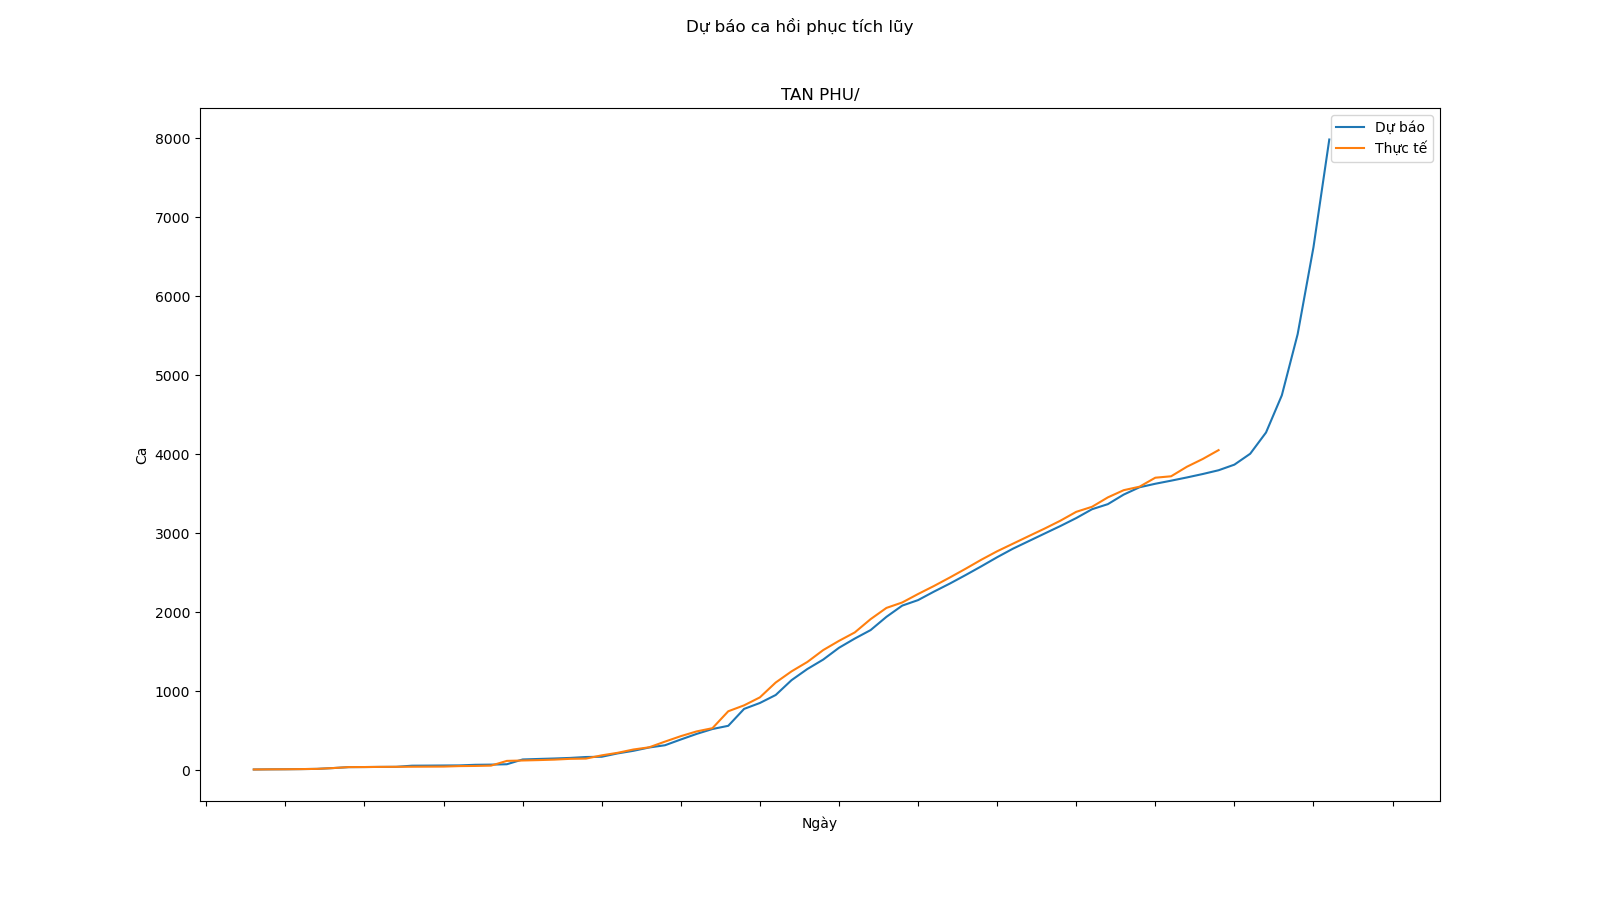 Dự báo ca hồi phục tích lũy
TAN PHU/
Dự báo
Thực tế
8000
7000
6000
5000
4000
3000
2000
1000
0
Ca
Ngày